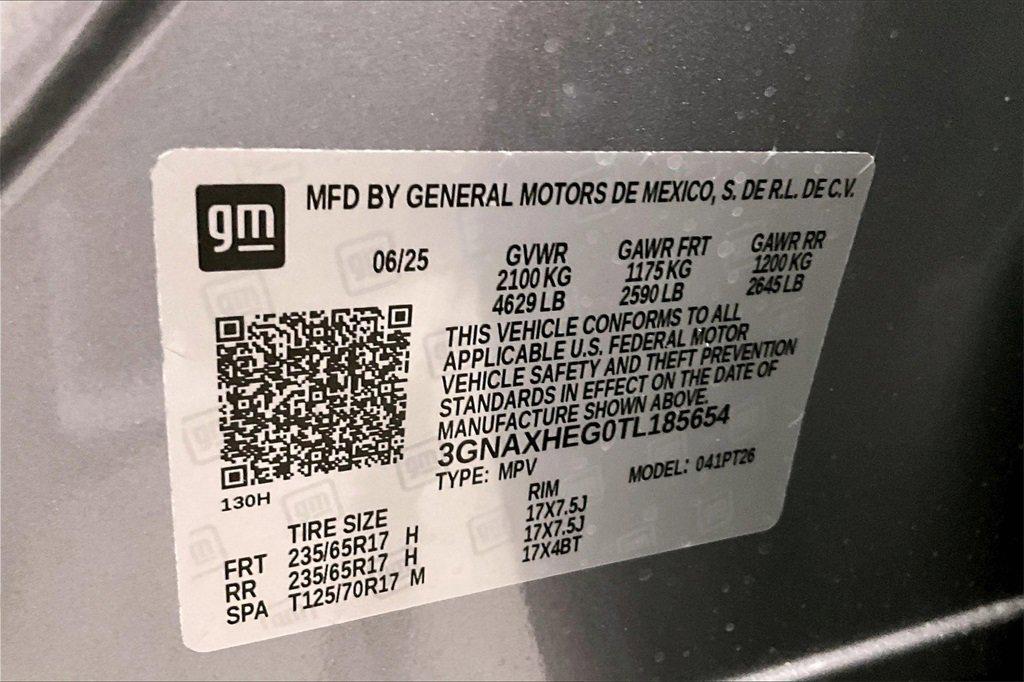 gm
MFD BY GENERAL MOTORS DE MEXICO, S. DE R.L. DE C.V.
06/25
GVWR GAWR FRT GAWR RR
2100 KG 1175 KG 1200 KG
4629 LB 2590 LB 2645 LB
THIS VEHICLE CONFORMS TO ALL
APPLICABLE U.S. FEDERAL MOTOR
VEHICLE SAFETY AND THEFT PREVENTION
STANDARDS IN EFFECT ON THE DATE OF
MANUFACTURE SHOWN ABOVE.
3GNAXHEG0TL185654
TYPE: MPV MODEL: 041PT26
130H
TIRE SIZE RIM
FRT 235/65R17 H 17X7.5J
RR 235/65R17 H 17X7.5J
SPA T125/70R17 M 17X4BT